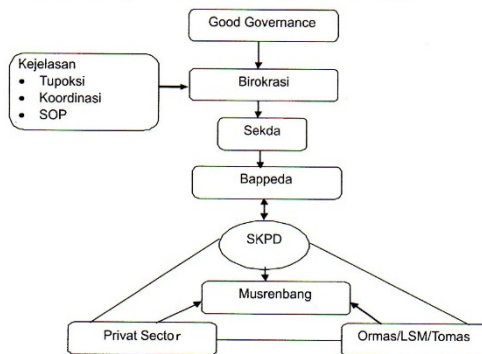 Good Governance
Kejelasan
• Tupoksi
• Koordinasi
• SOP
Birokrasi
Sekda
Bappeda
SKPD
Musrenbang
Privat Sector
Ormas/LSM/Tomas